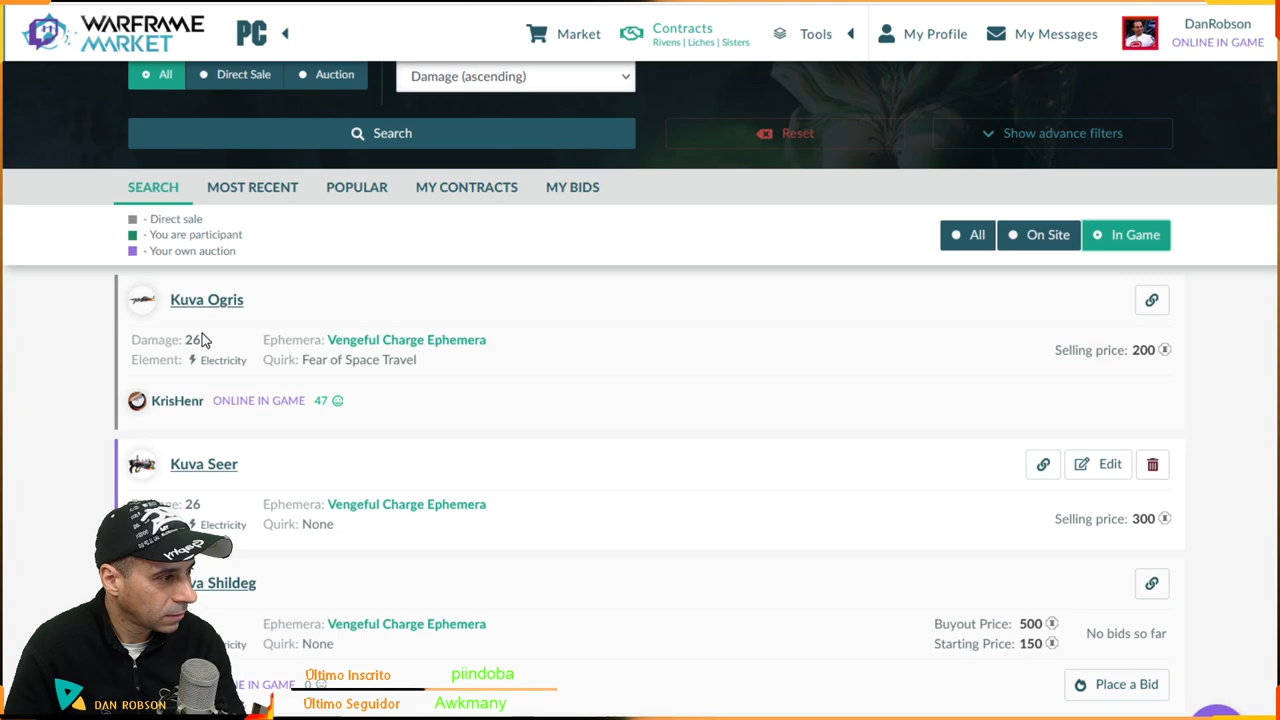 WARFRAME MARKET
PC
Market
Contracts
Rivens | Liches | Sisters
Tools
My Profile
My Messages
DanRobson
ONLINE IN GAME
All
Direct Sale
Auction
Damage (ascending)
Search
Reset
Show advance filters
SEARCH
MOST RECENT
POPULAR
MY CONTRACTS
MY BIDS
- Direct sale
- You are participant
- Your own auction
All
On Site
In Game
Kuva Ogris
Damage: 26
Ephemera: Vengeful Charge Ephemera
Element: Electricity
Quirk: Fear of Space Travel
Selling price: 200
KrisHenr ONLINE IN GAME 47
Kuva Seer
Edit
26
Ephemera: Vengeful Charge Ephemera
Electricity
Quirk: None
Selling price: 300
Shildeg
Ephemera: Vengeful Charge Ephemera
Quirk: None
Buyout Price: 500
Starting Price: 150
No bids so far
IN GAME 0
Place a Bid
Último Inscrito piindoba
Último Seguidor Awkmany
DAN ROBSON